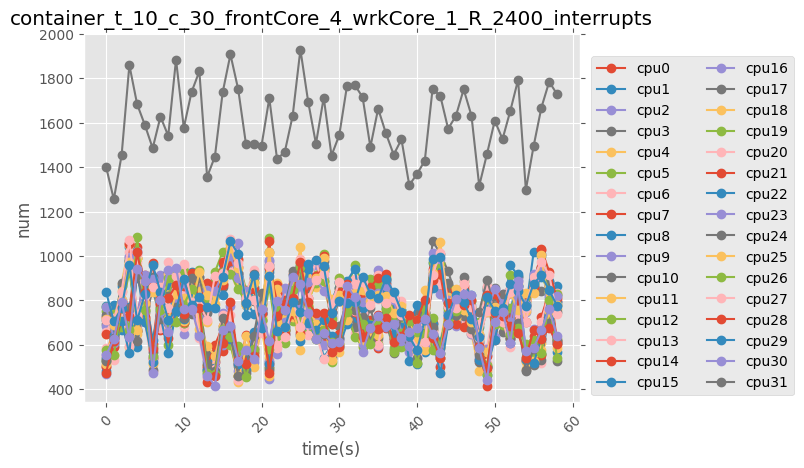 container_t_10_c_30_frontCore_4_wrkCore_1_R_2400_interrupts
2000
1800
1600
1400
1200
1000
800
600
400
num
0
10
20
30
40
50
60
time(s)
cpu0
cpu1
cpu2
cpu3
cpu4
cpu5
cpu6
cpu7
cpu8
cpu9
cpu10
cpu11
cpu12
cpu13
cpu14
cpu15
cpu16
cpu17
cpu18
cpu19
cpu20
cpu21
cpu22
cpu23
cpu24
cpu25
cpu26
cpu27
cpu28
cpu29
cpu30
cpu31